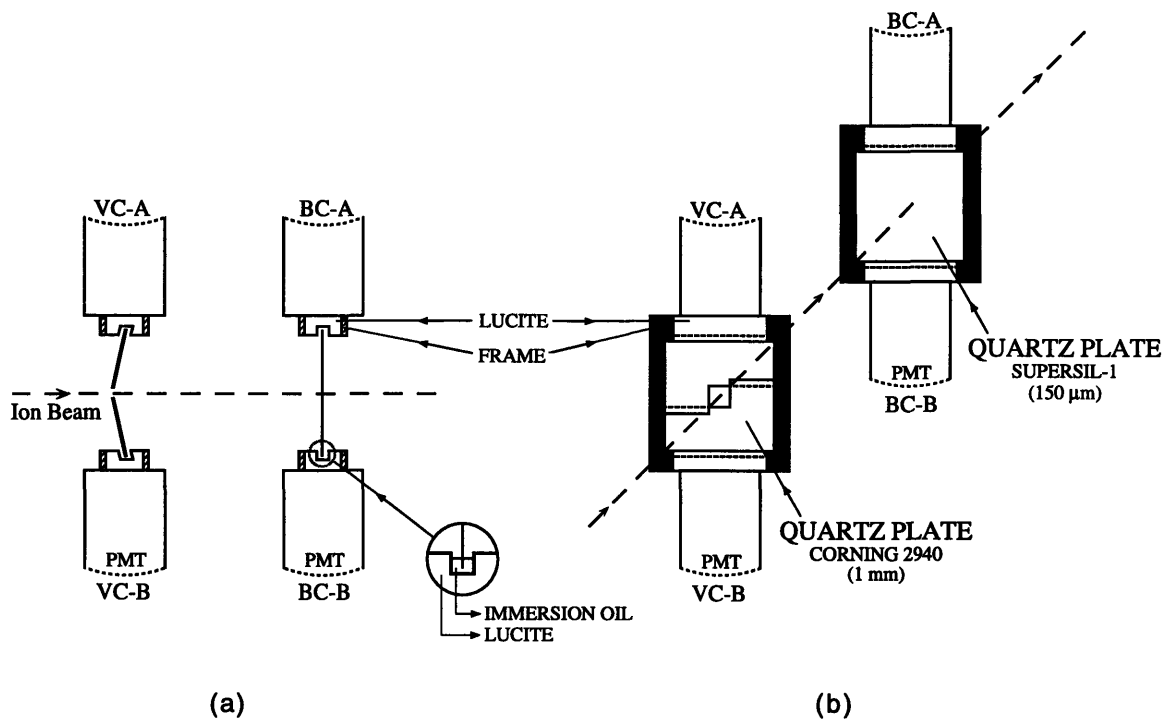 BC-A
VC-A
BC-A
VC-A
LUCITE
FRAME
Ion Beam
QUARTZ PLATE
SUPERSIL-1
(150 µm)
PMT
BC-B
PMT
VC-B
PMT
BC-B
IMMERSION OIL
LUCITE
QUARTZ PLATE
CORNING 2940
(1 mm)
PMT
VC-B
(a)
(b)